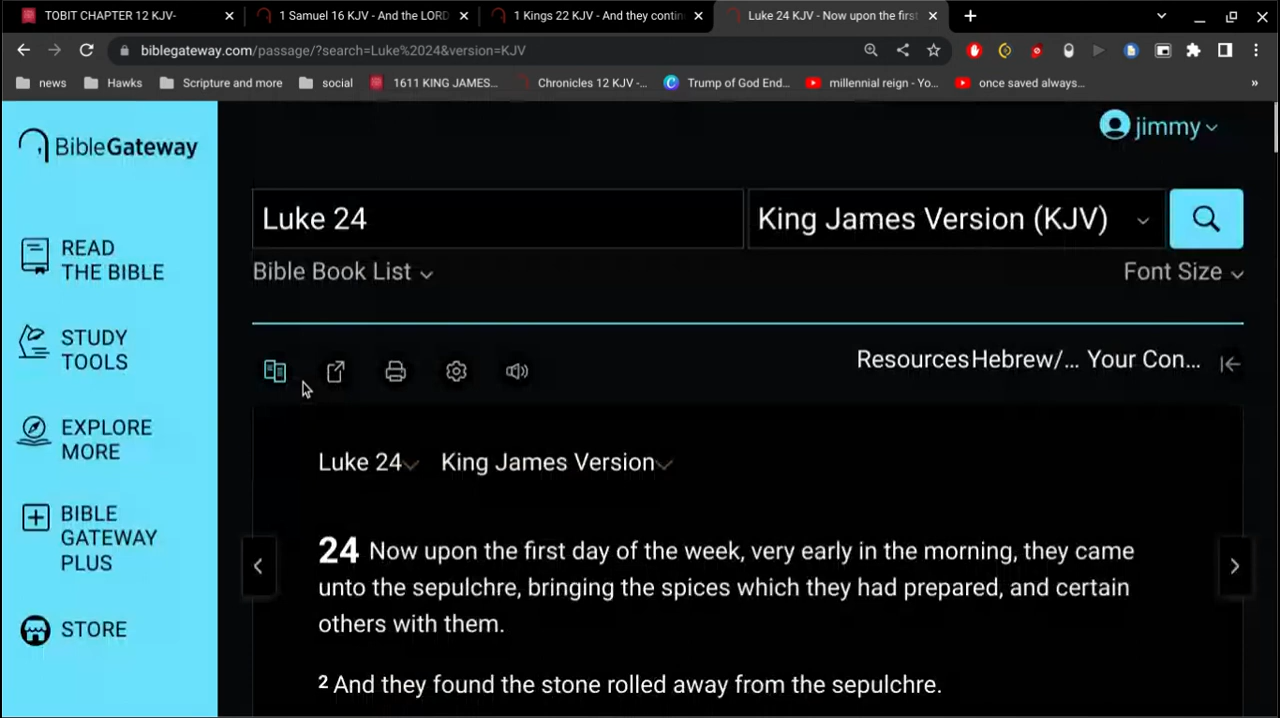 TOBIT CHAPTER 12 KJV-
1 Samuel 16 KJV - And the LORD
1 Kings 22 KJV - And they contin
Luke 24 KJV - Now upon the first
biblegateway.com/passage/?search=Luke%2024&version=KJV
news
Hawks
Scripture and more
social
1611 KING JAMES...
Chronicles 12 KJV -...
Trump of God End...
millennial reign - Yo...
once saved always...
»
BibleGateway
jimmy
Luke 24
King James Version (KJV)
Bible Book List
Font Size
READ
THE BIBLE
STUDY
TOOLS
EXPLORE
MORE
BIBLE
GATEWAY
PLUS
STORE
Resources
Hebrew/...
Your Con...
Luke 24
King James Version
24 Now upon the first day of the week, very early in the morning, they came
unto the sepulchre, bringing the spices which they had prepared, and certain
others with them.
2 And they found the stone rolled away from the sepulchre.